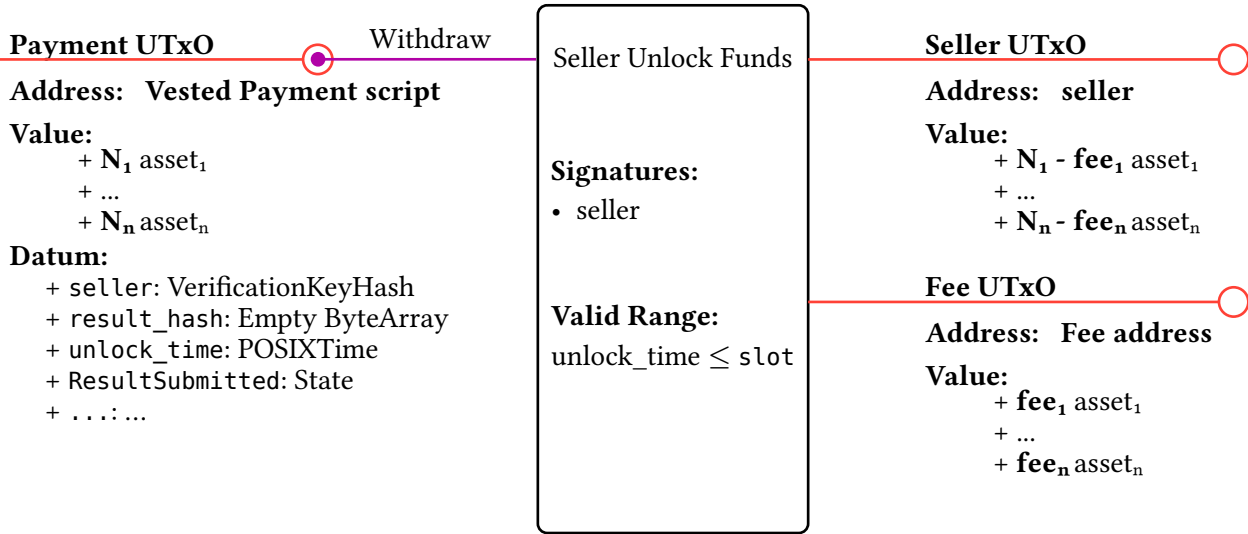 Payment UTxO
Withdraw
Address: Vested Payment script
Value:
+ N₁ asset₁
+ ...
+ Nₙ assetₙ
Datum:
+ seller: VerificationKeyHash
+ result_hash: Empty ByteArray
+ unlock_time: POSIXTime
+ ResultSubmitted: State
+ ...: ...
Seller Unlock Funds
Signatures:
• seller
Valid Range:
unlock_time ≤ slot
Seller UTxO
Address: seller
Value:
+ N₁ - fee₁ asset₁
+ ...
+ Nₙ - feeₙ assetₙ
Fee UTxO
Address: Fee address
Value:
+ fee₁ asset₁
+ ...
+ feeₙ assetₙ